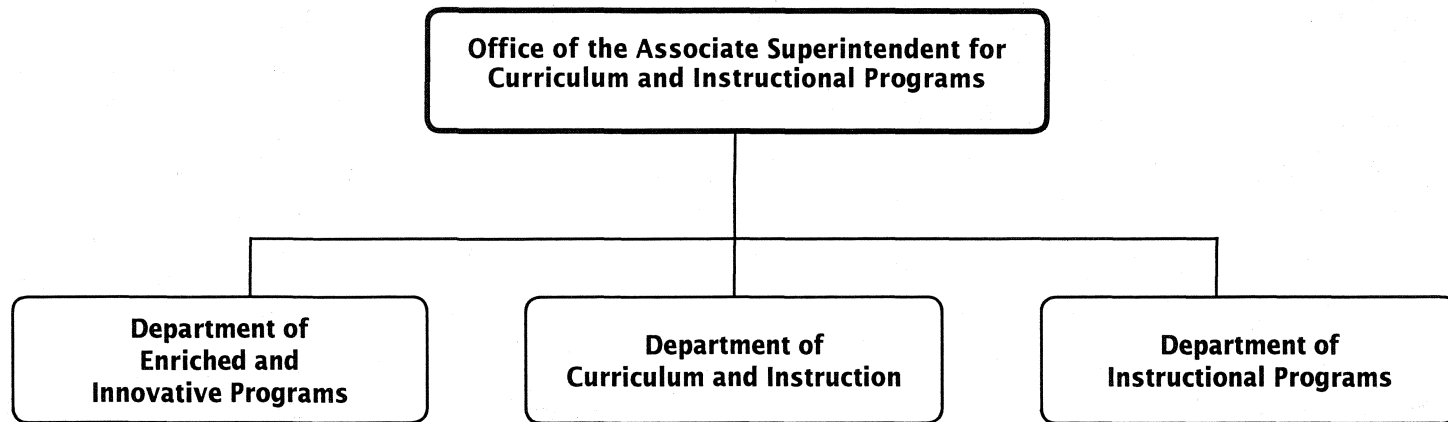 Office of the Associate Superintendent for
Curriculum and Instructional Programs
Department of
Enriched and
Innovative Programs
Department of
Curriculum and Instruction
Department of
Instructional Programs